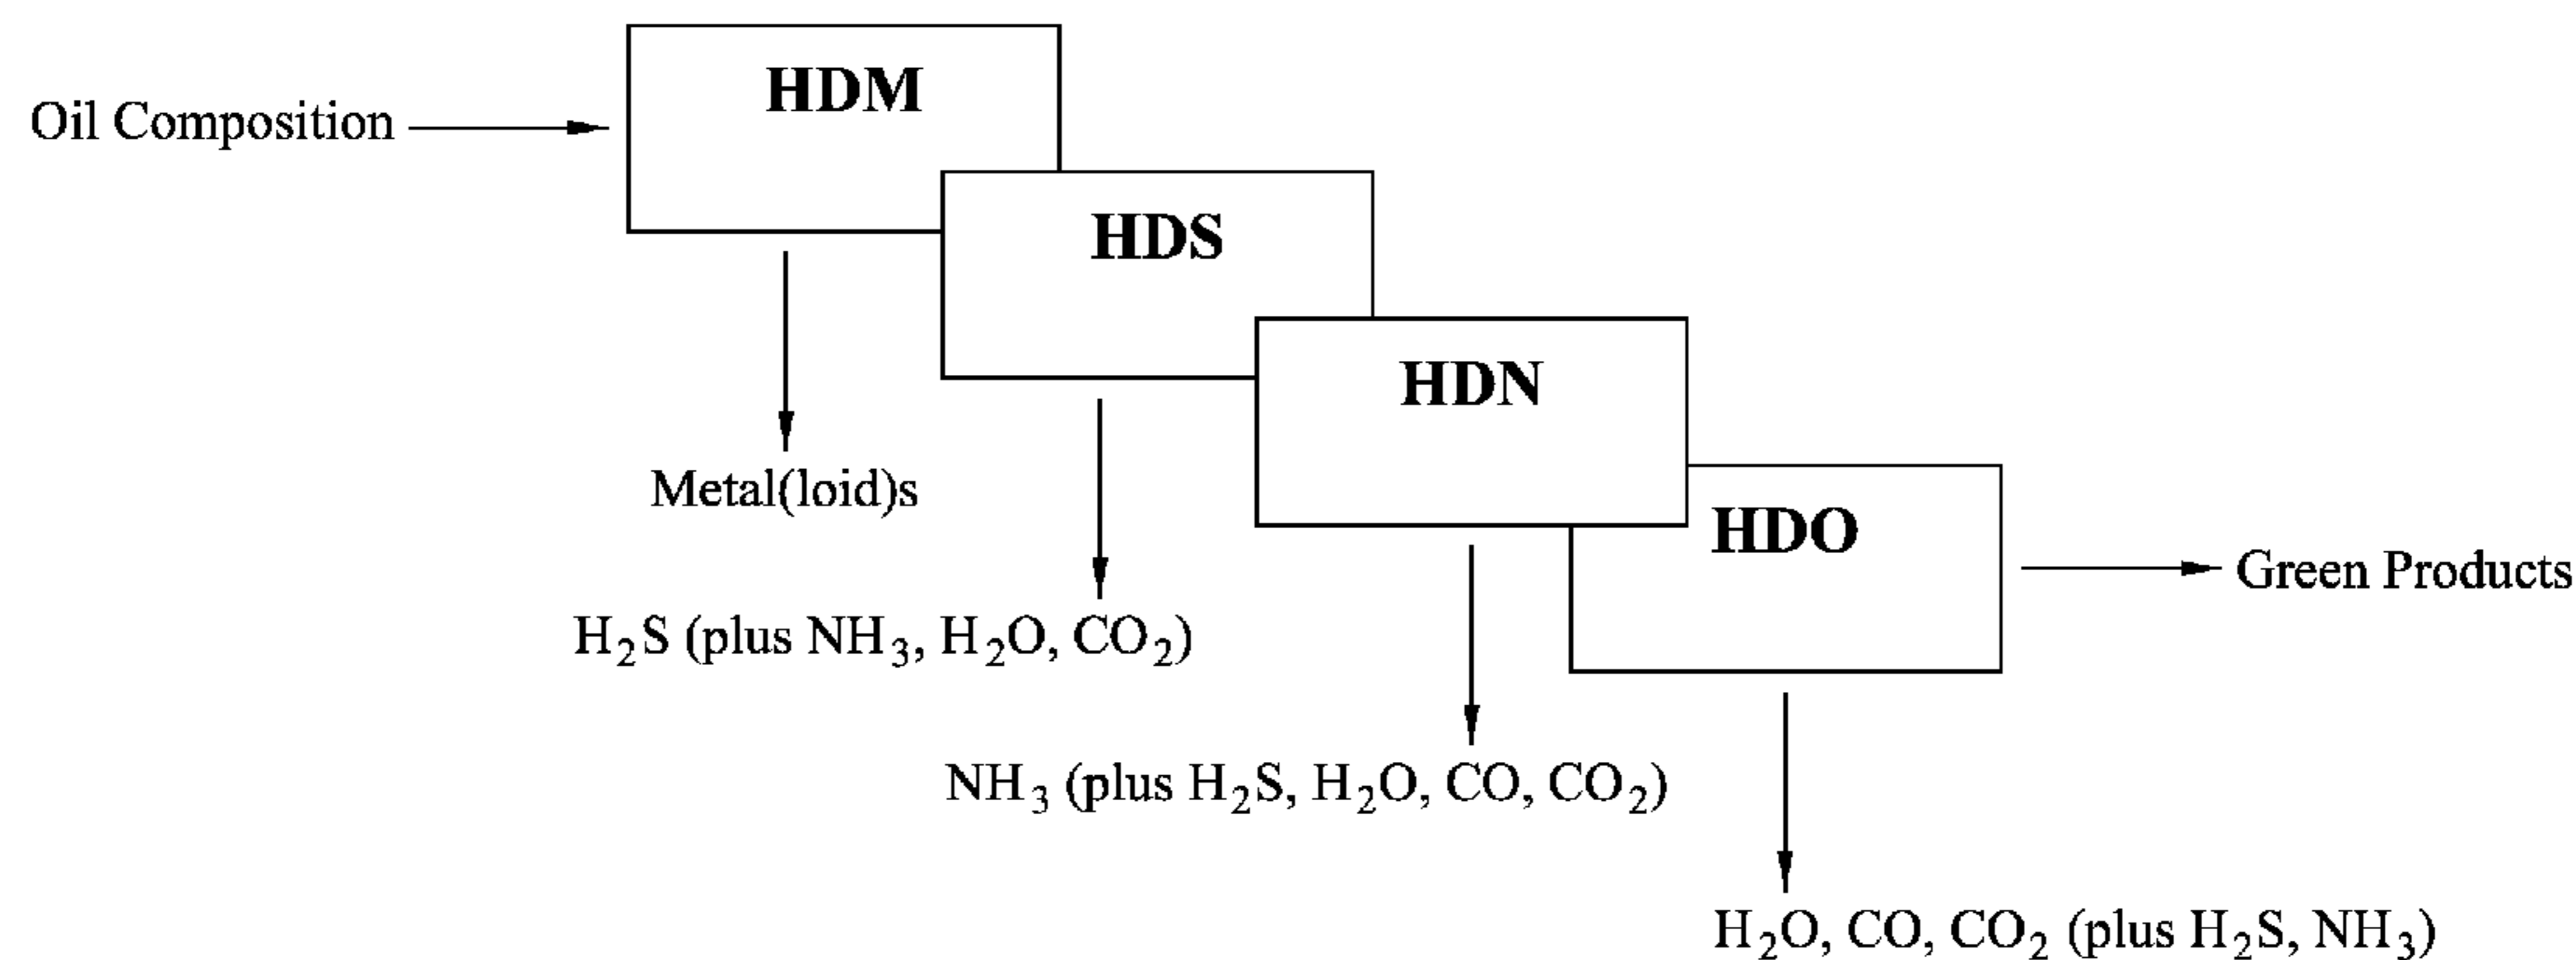 HDM
Oil Composition
HDS
HDN
Metal(loid)s
HDO
Green Products
H₂S (plus NH₃, H₂O, CO₂)
NH₃ (plus H₂S, H₂O, CO, CO₂)
H₂O, CO, CO₂ (plus H₂S, NH₃)